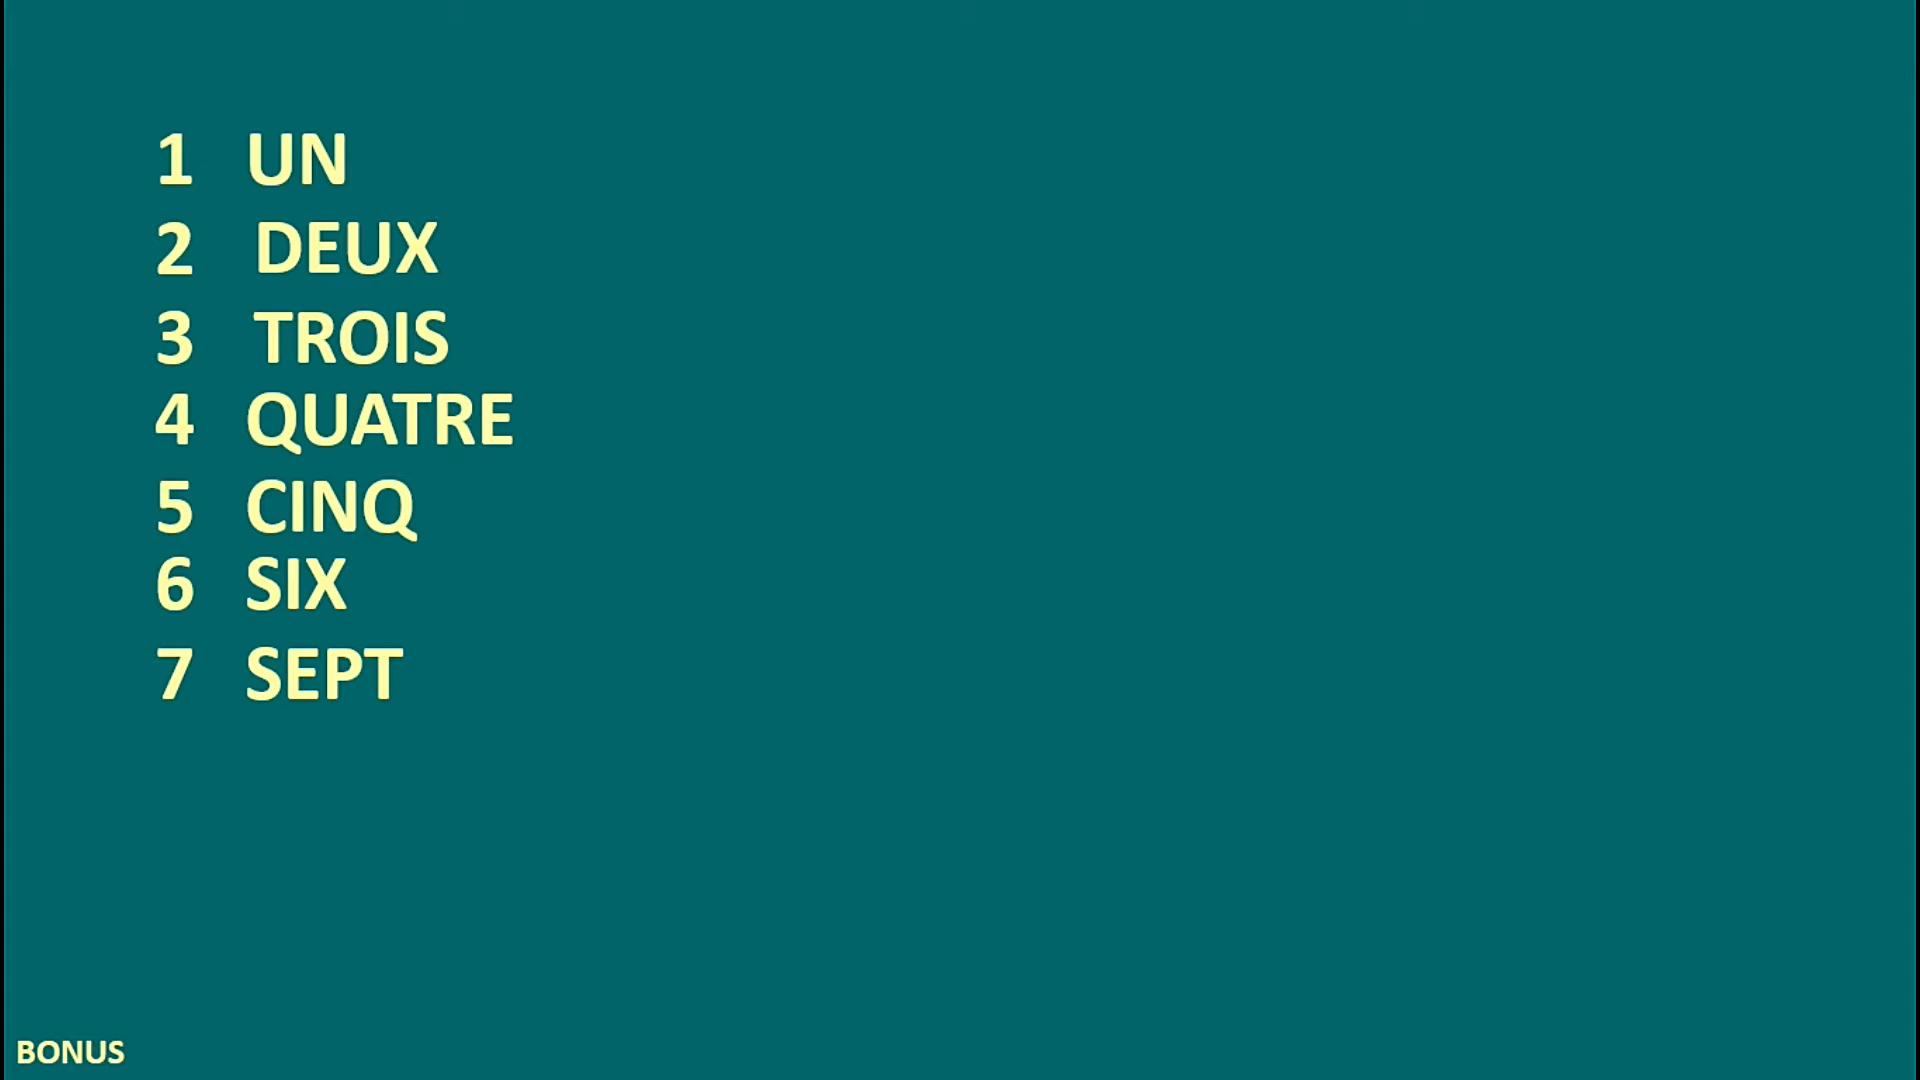 1 UN
2 DEUX
3 TROIS
4 QUATRE
5 CINQ
6 SIX
7 SEPT
BONUS